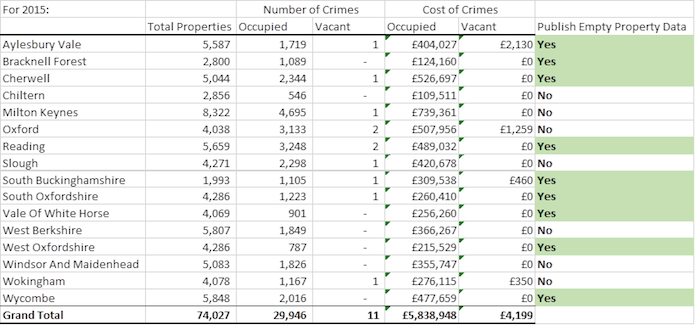 For 2015: Number of Crimes Cost of Crimes
Total Properties Occupied Vacant Occupied Vacant Publish Empty Property Data
Aylesbury Vale 5,587 1,719 1 £404,027 £2,130 Yes
Bracknell Forest 2,800 1,089 - £124,160 £0 Yes
Cherwell 5,044 2,344 1 £526,697 £0 Yes
Chiltern 2,856 546 - £109,511 £0 No
Milton Keynes 8,322 4,695 1 £739,361 £0 No
Oxford 4,038 3,133 2 £507,956 £1,259 No
Reading 5,659 3,248 2 £489,032 £0 Yes
Slough 4,271 2,298 1 £420,678 £0 No
South Buckinghamshire 1,993 1,105 1 £309,538 £460 Yes
South Oxfordshire 4,286 1,223 1 £260,410 £0 Yes
Vale Of White Horse 4,069 901 - £256,260 £0 Yes
West Berkshire 5,807 1,849 - £366,267 £0 No
West Oxfordshire 4,286 787 - £215,529 £0 Yes
Windsor And Maidenhead 5,083 1,826 - £355,747 £0 No
Wokingham 4,078 1,167 1 £276,115 £350 No
Wycombe 5,848 2,016 - £477,659 £0 Yes
Grand Total 74,027 29,946 11 £5,838,948 £4,199